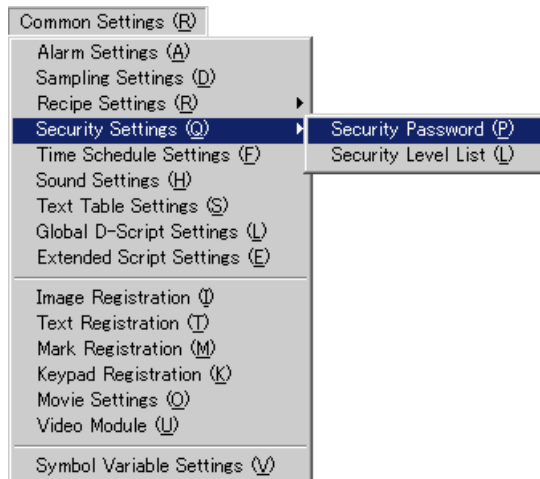 Common Settings (R)
Alarm Settings (A)
Sampling Settings (D)
Recipe Settings (R)
Security Settings (Q)
Security Password (P)
Security Level List (L)
Time Schedule Settings (F)
Sound Settings (H)
Text Table Settings (S)
Global D-Script Settings (L)
Extended Script Settings (E)
Image Registration (I)
Text Registration (T)
Mark Registration (M)
Keypad Registration (K)
Movie Settings (O)
Video Module (U)
Symbol Variable Settings (V)